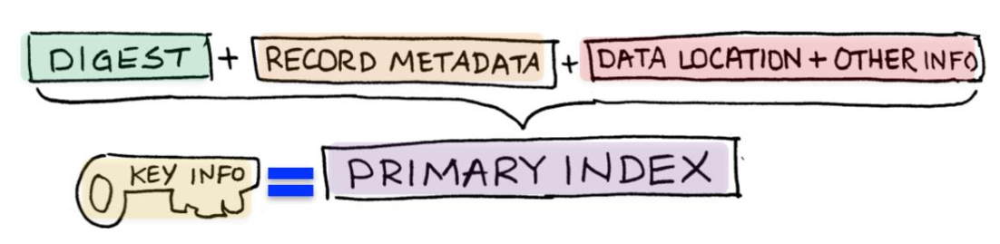 DIGEST + RECORD METADATA + DATA LOCATION + OTHER INFO
KEY INFO = PRIMARY INDEX